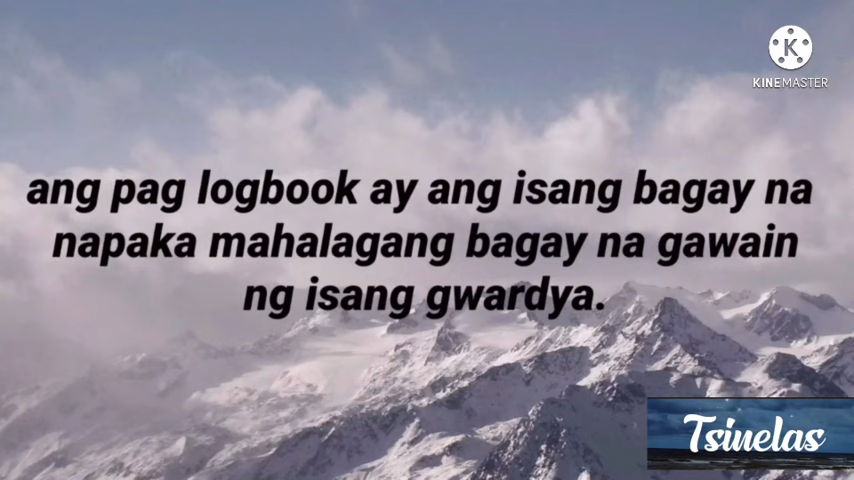 KINEMASTER
ang pag logbook ay ang isang bagay na
napaka mahalagang bagay na gawain
ng isang gwardya.
Tsinelas